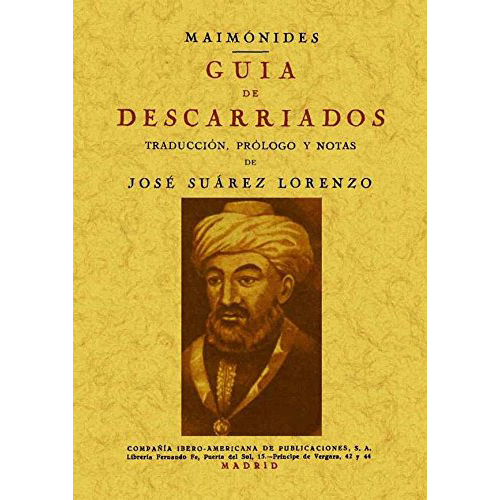 MAIMÓNIDES
GUIA
DE
DESCARRIADOS
TRADUCCIÓN, PRÓLOGO Y NOTAS
DE
JOSÉ SUÁREZ LORENZO
COMPAÑÍA IBERO-AMERICANA DE PUBLICACIONES, S. A.
Librería Fernando Fe, Puerta del Sol, 15.—Príncipe de Vergara, 42 y 44
MADRID